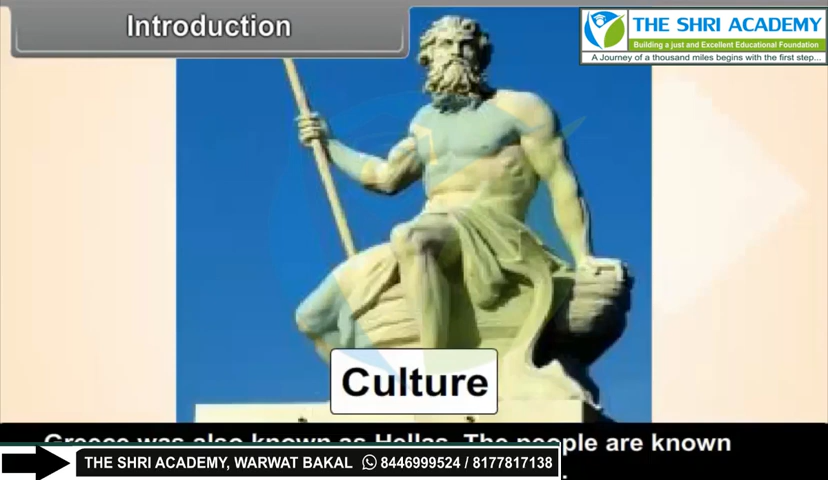 Introduction
THE SHRI ACADEMY
Building a just and Excellent Educational Foundation
A Journey of a thousand miles begins with the first step...
Culture
Greece was also known as Hellas. The people are known
THE SHRI ACADEMY, WARWAT BAKAL 8446999524 / 8177817138